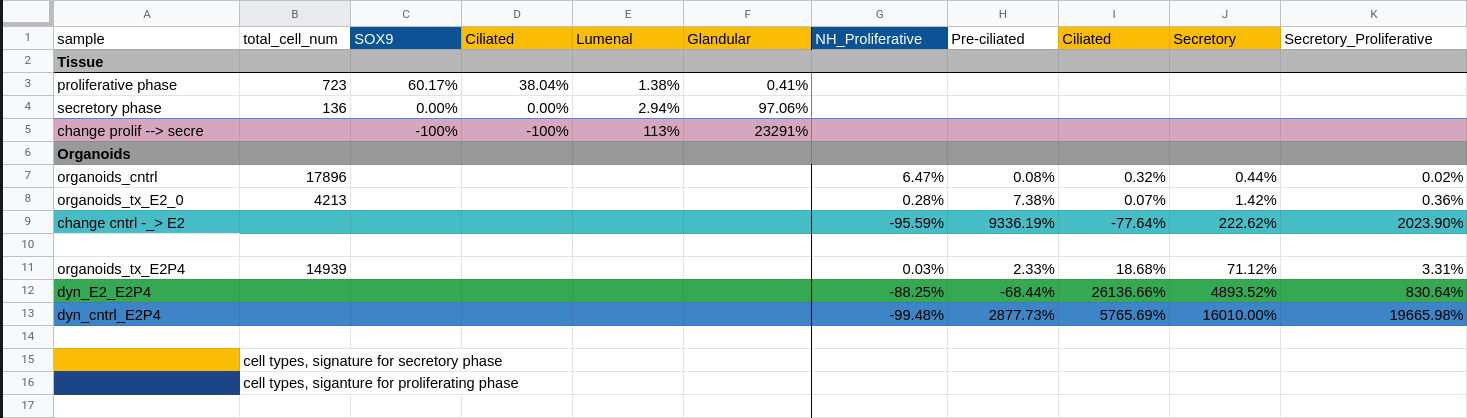 A B C D E F G H I J K
1 sample total_cell_num SOX9 Ciliated Lumenal Glandular NH_Proliferative Pre-ciliated Ciliated Secretory Secretory_Proliferative
2 Tissue
3 proliferative phase 723 60.17% 38.04% 1.38% 0.41%
4 secretory phase 136 0.00% 0.00% 2.94% 97.06%
5 change prolif --> secre -100% -100% 113% 23291%
6 Organoids
7 organoids_cntrl 17896 6.47% 0.08% 0.32% 0.44% 0.02%
8 organoids_tx_E2_0 4213 0.28% 7.38% 0.07% 1.42% 0.36%
9 change cntrl -_> E2 -95.59% 9336.19% -77.64% 222.62% 2023.90%
10
11 organoids_tx_E2P4 14939 0.03% 2.33% 18.68% 71.12% 3.31%
12 dyn_E2_E2P4 -88.25% -68.44% 26136.66% 4893.52% 830.64%
13 dyn_cntrl_E2P4 -99.48% 2877.73% 5765.69% 16010.00% 19665.98%
14
15 cell types, signature for secretory phase
16 cell types, siganture for proliferating phase
17